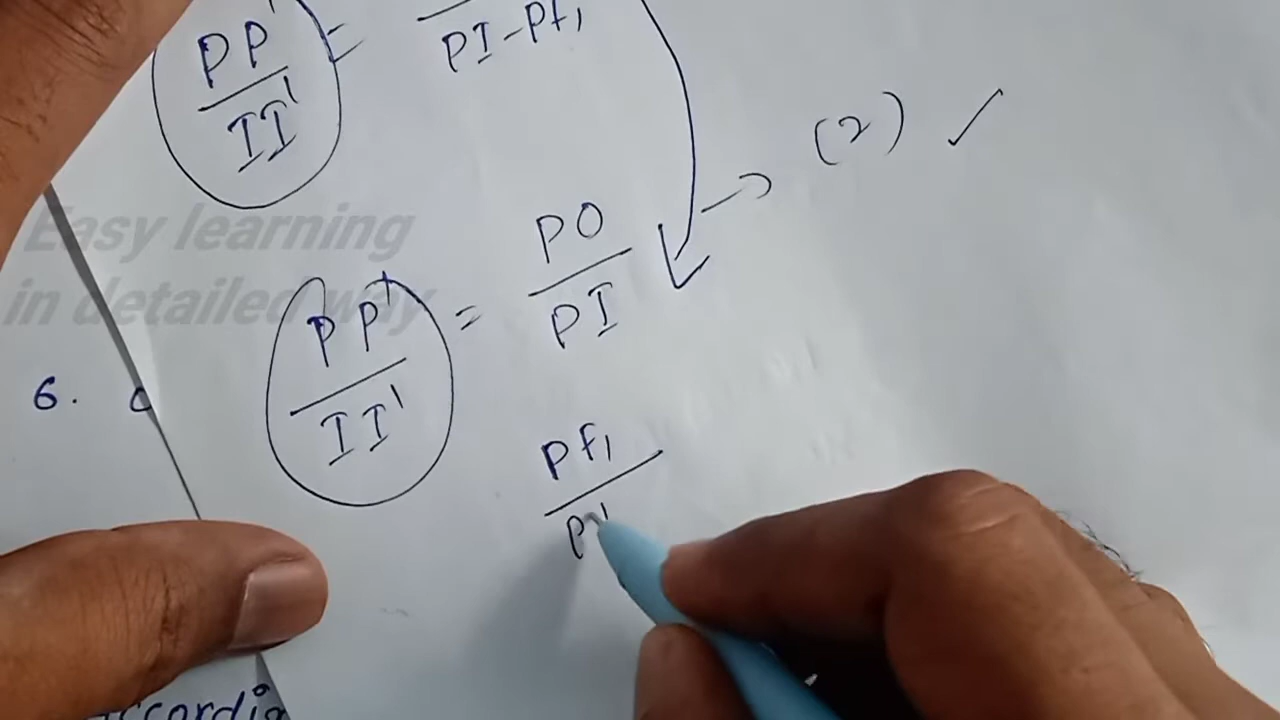 PP' =
II' PI-Pf₁
(2) ✓
PO
PP' = PI
II'
Pf₁
P
6. c
Easy learning
in detailed way